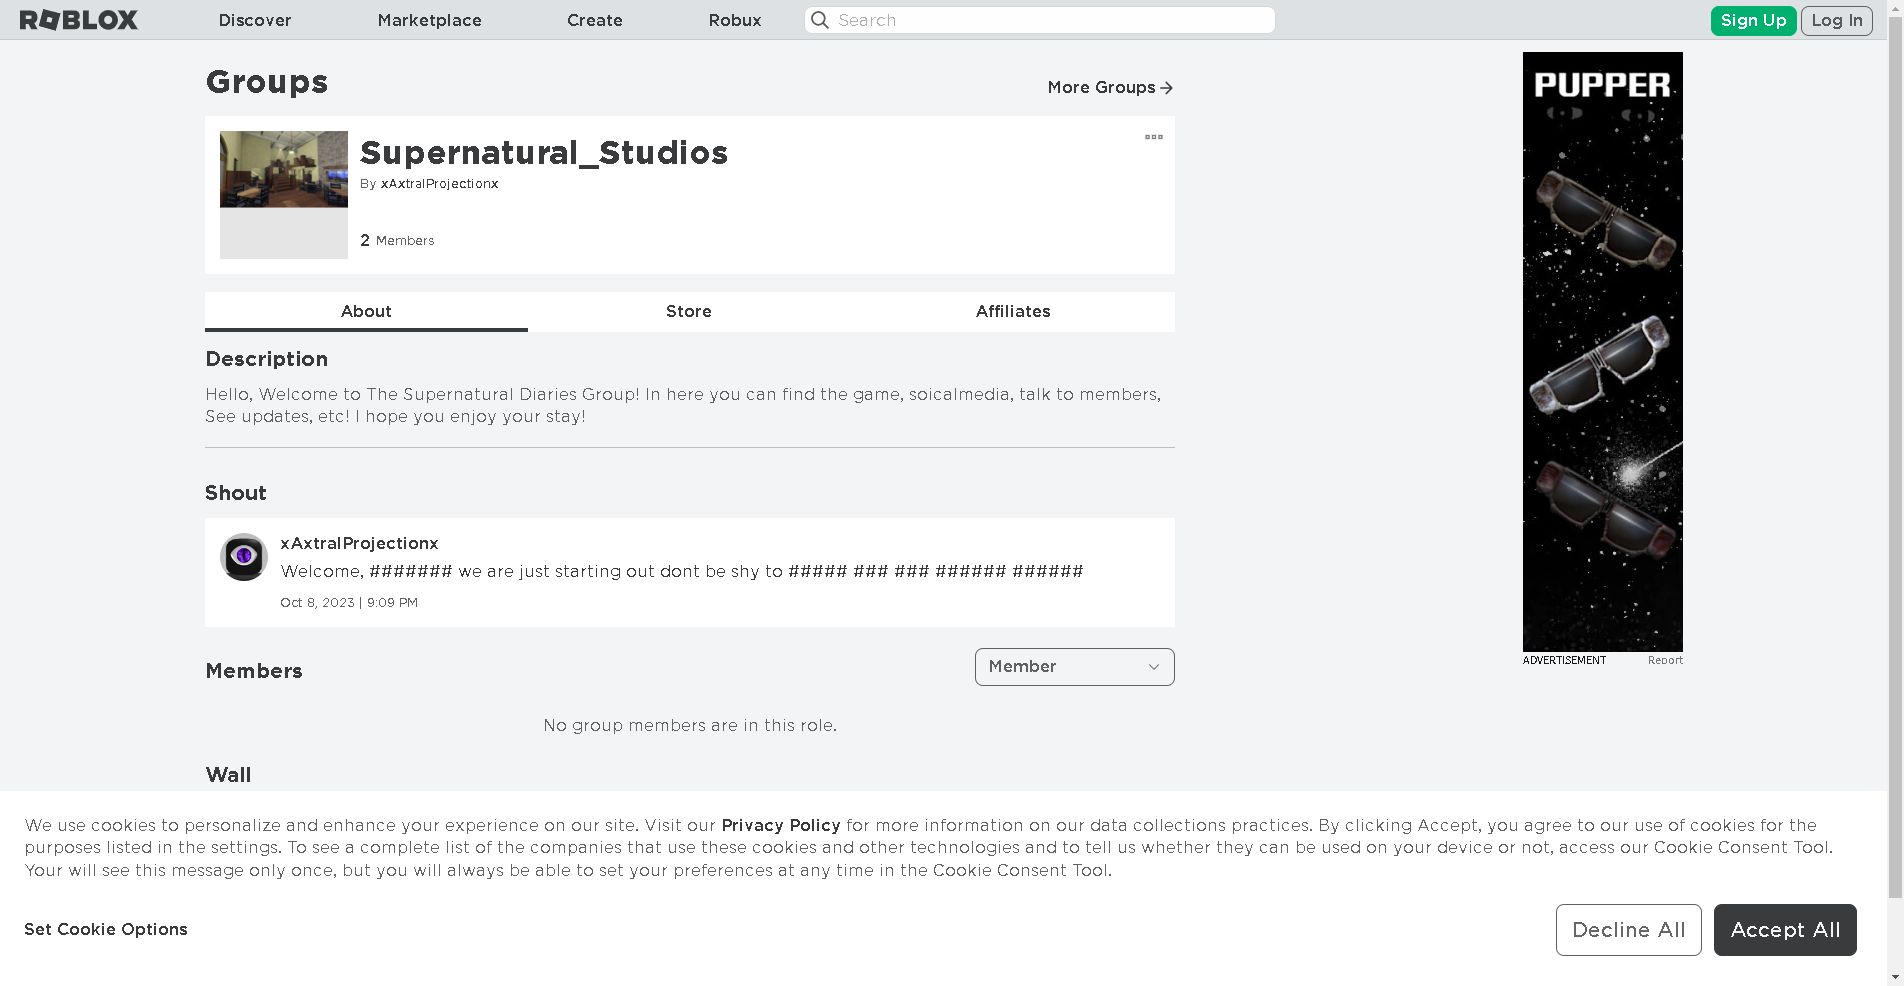 ROBLOX
Discover
Marketplace
Create
Robux
Search
Sign Up
Log In
Groups
More Groups
Supernatural_Studios
By xAxtralProjectionx
2 Members
About
Store
Affiliates
Description
Hello, Welcome to The Supernatural Diaries Group! In here you can find the game, soicalmedia, talk to members,
See updates, etc! I hope you enjoy your stay!
Shout
xAxtralProjectionx
Welcome, ####### we are just starting out dont be shy to ##### ### ### ###### ######
Oct 8, 2023 | 9:09 PM
Members
Member
No group members are in this role.
Wall
PUPPER
ADVERTISEMENT
Report
We use cookies to personalize and enhance your experience on our site. Visit our Privacy Policy for more information on our data collections practices. By clicking Accept, you agree to our use of cookies for the
purposes listed in the settings. To see a complete list of the companies that use these cookies and other technologies and to tell us whether they can be used on your device or not, access our Cookie Consent Tool.
Your will see this message only once, but you will always be able to set your preferences at any time in the Cookie Consent Tool.
Set Cookie Options
Decline All
Accept All